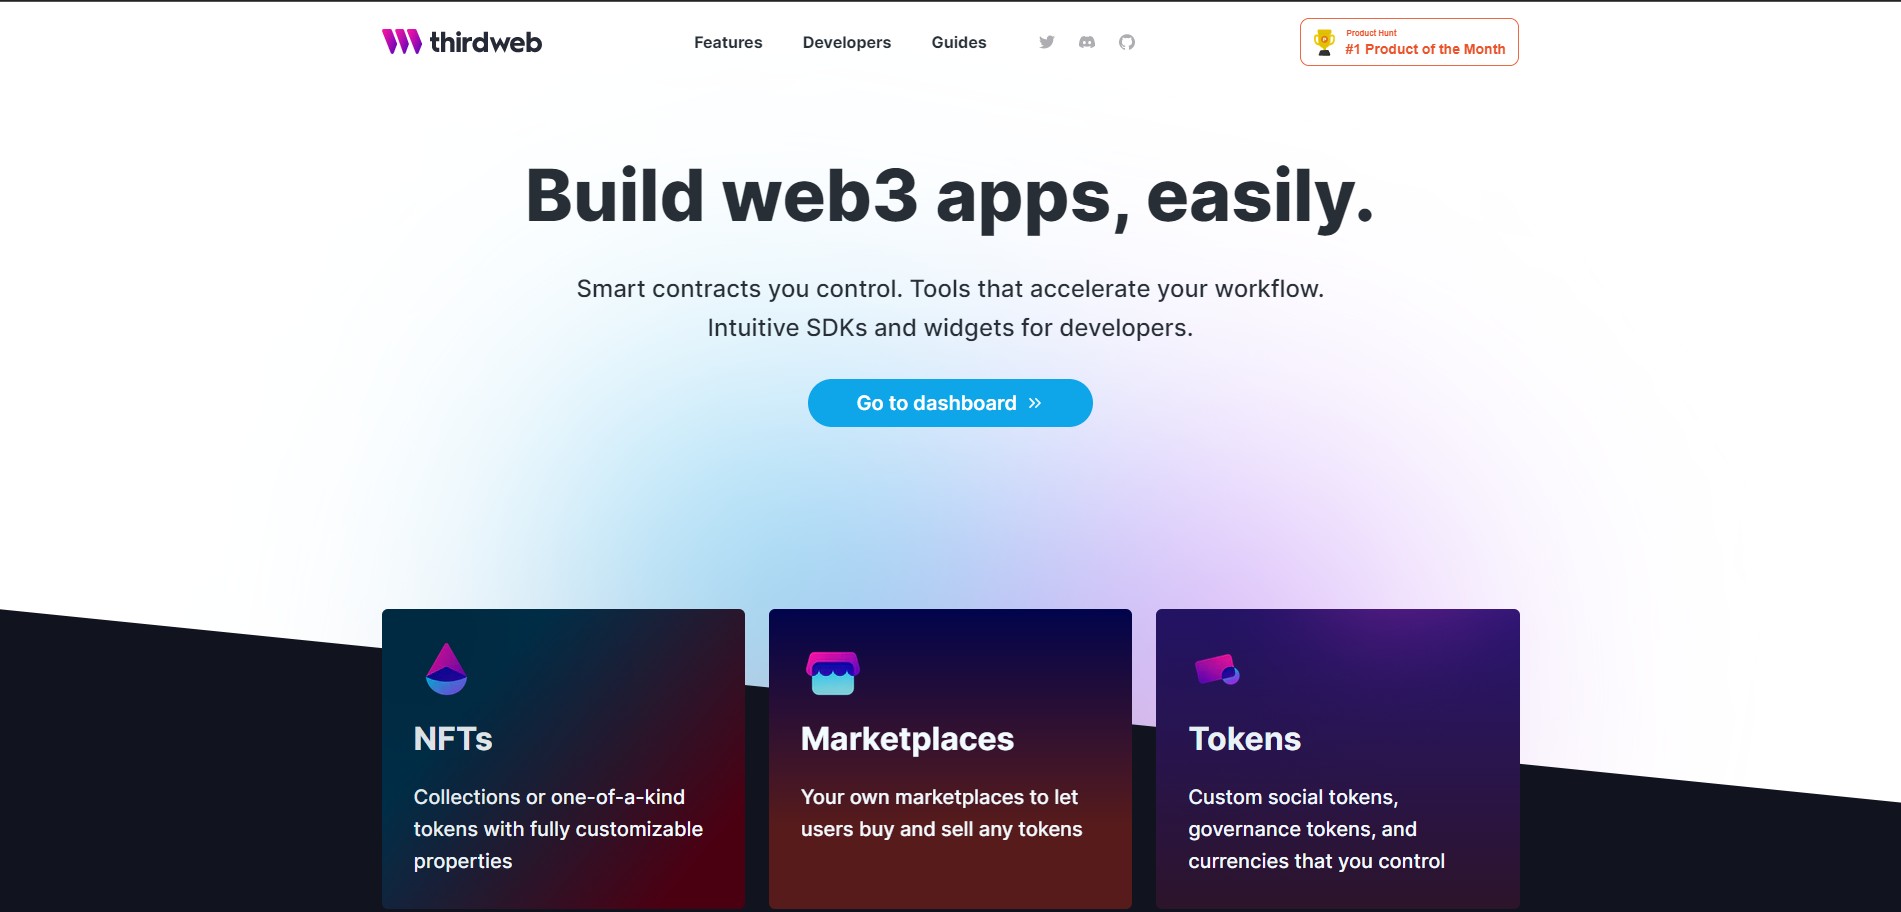 thirdweb
Features
Developers
Guides
Product Hunt
#1 Product of the Month
Build web3 apps, easily.
Smart contracts you control. Tools that accelerate your workflow.
Intuitive SDKs and widgets for developers.
Go to dashboard »
NFTs
Collections or one-of-a-kind
tokens with fully customizable
properties
Marketplaces
Your own marketplaces to let
users buy and sell any tokens
Tokens
Custom social tokens,
governance tokens, and
currencies that you control